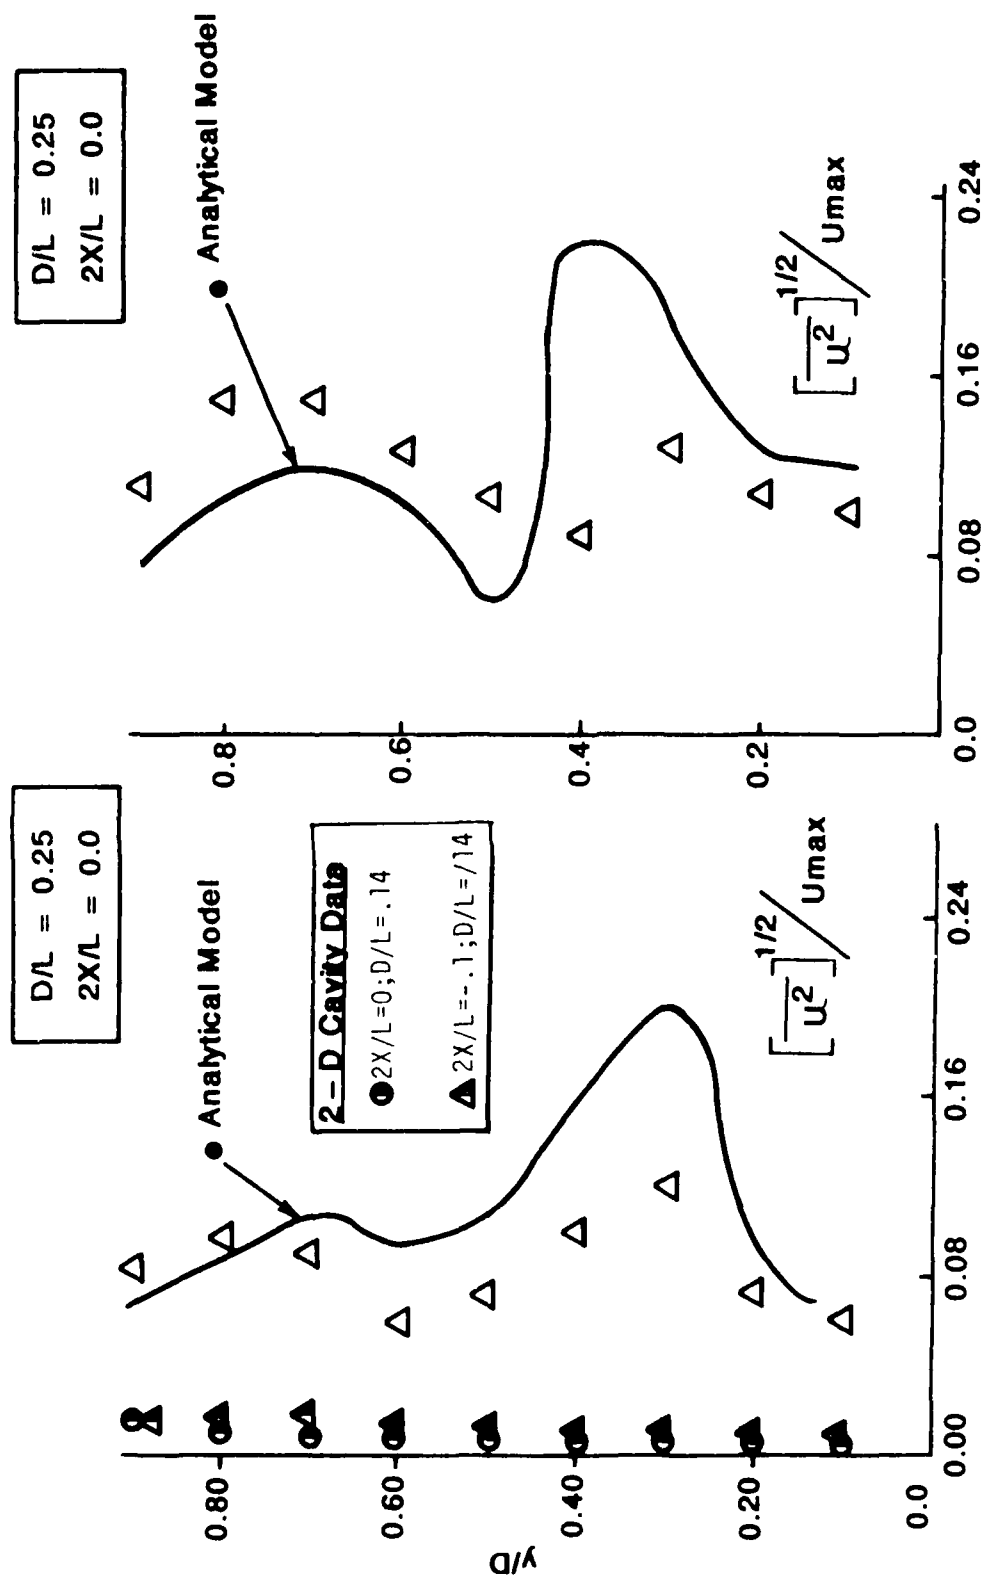 D/L = 0.25
2X/L = 0.0
Analytical Model
2-D Cavity Data
2X/L=0;D/L=.14
2X/L=-.1;D/L=/14
y/D
0.80
0.60
0.40
0.20
0.0
0.00
0.08
0.16
0.24
[u²]1/2/Umax
D/L = 0.25
2X/L = 0.0
Analytical Model
0.8
0.6
0.4
0.2
0.0
0.08
0.16
0.24
[u²]1/2/Umax